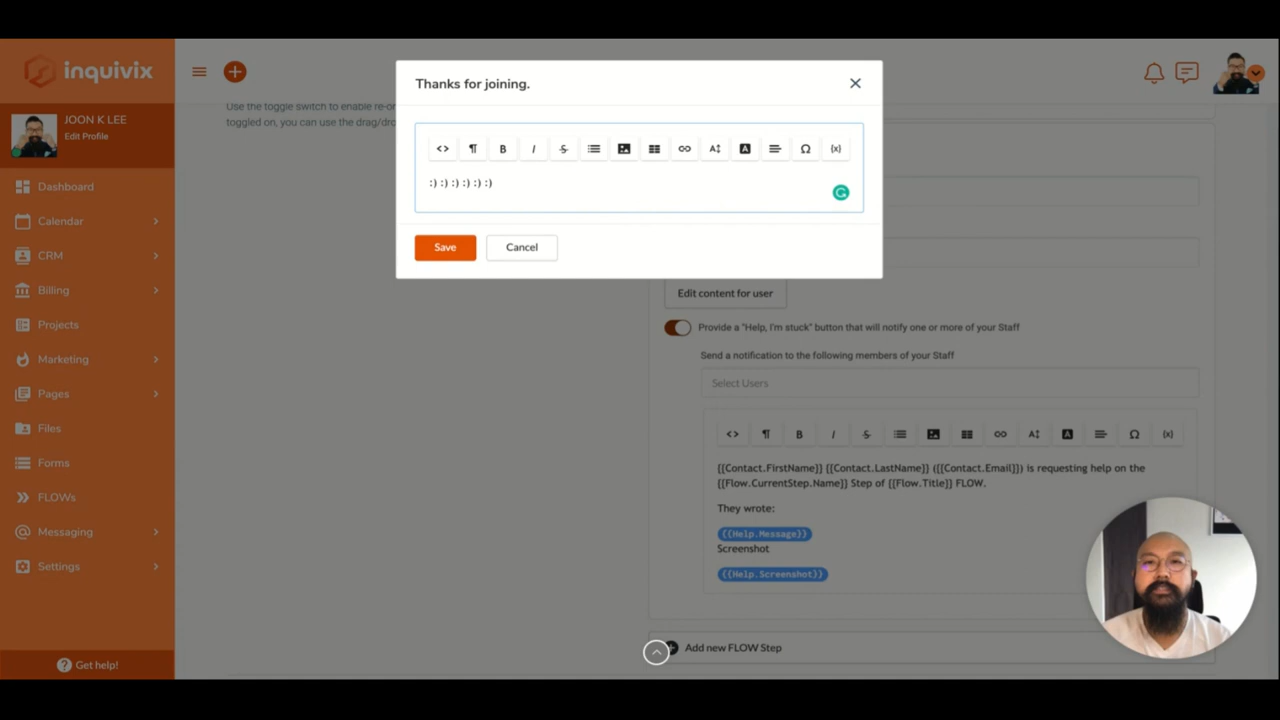 inquivix
JOON K LEE
Edit Profile
Dashboard
Calendar
CRM
Billing
Projects
Marketing
Pages
Files
Forms
FLOWs
Messaging
Settings
Get help!
Use the toggle switch to enable re-or
toggled on, you can use the drag/dro
Thanks for joining.
:) :) :) :) :) :)
Save
Cancel
Edit content for user
Provide a "Help, I'm stuck" button that will notify one or more of your Staff
Send a notification to the following members of your Staff
Select Users
{{Contact.FirstName}} {{Contact.LastName}} ({{Contact.Email}}) is requesting help on the
{{Flow.CurrentStep.Name}} Step of {{Flow.Title}} FLOW.
They wrote:
{{Help.Message}}
Screenshot
{{Help.Screenshot}}
Add new FLOW Step